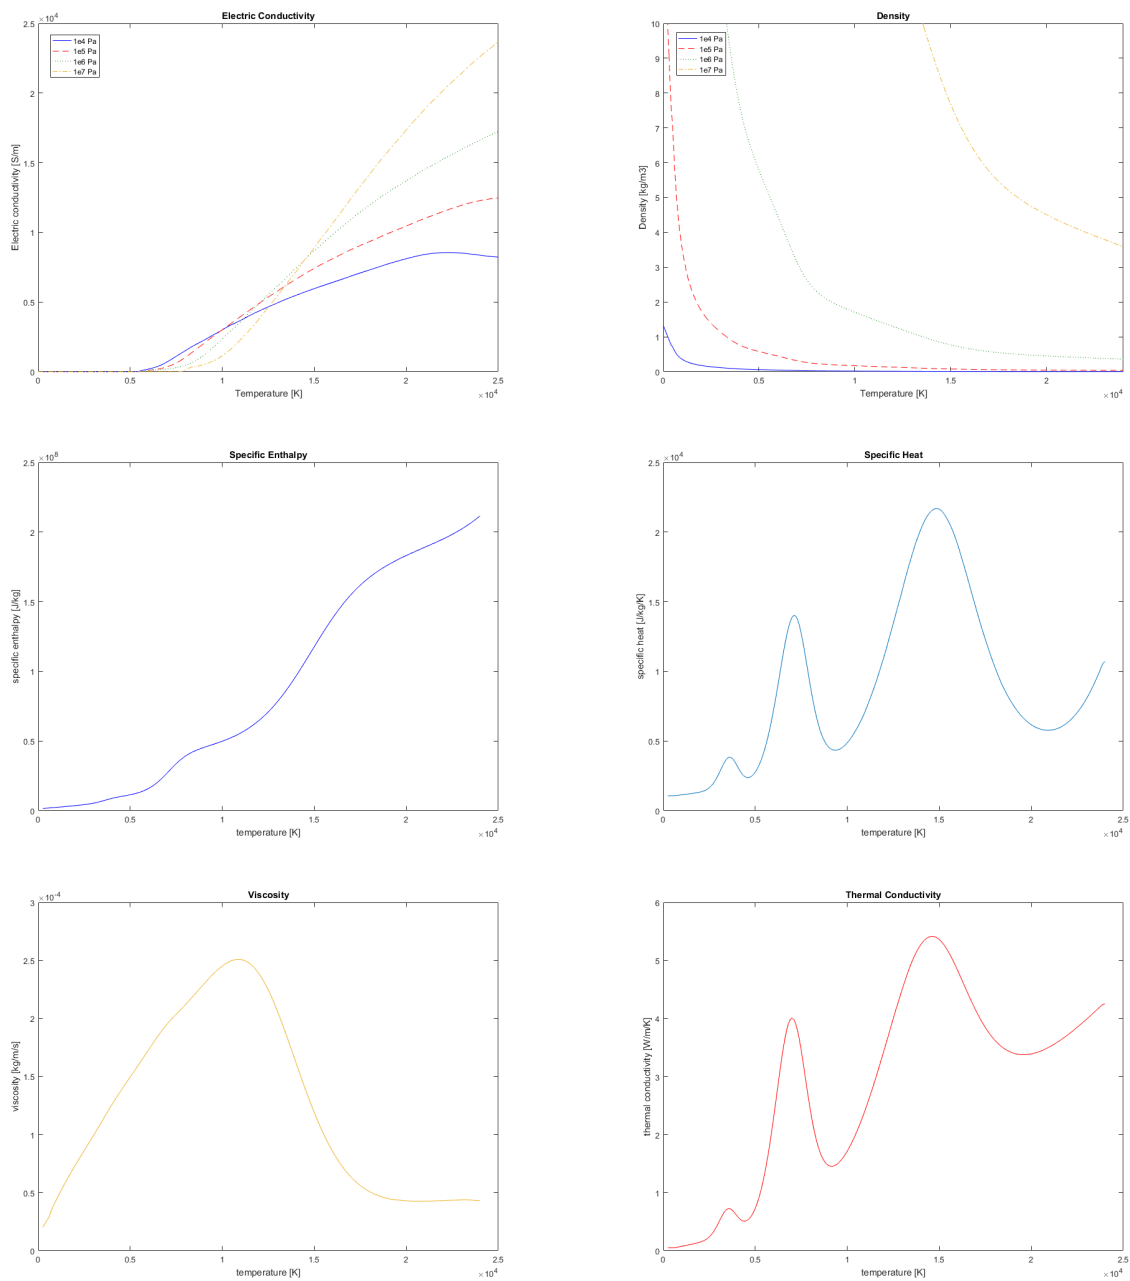 Electric Conductivity
×10^4
2.5
2
1.5
1
0.5
0
Electric conductivity [S/m]
1e4 Pa
1e5 Pa
1e6 Pa
1e7 Pa
0 0.5 1 1.5 2 2.5
Temperature [K]
×10^4
Density
10
9
8
7
6
5
4
3
2
1
0
Density [kg/m3]
1e4 Pa
1e5 Pa
1e6 Pa
1e7 Pa
0 0.5 1 1.5 2
Temperature [K]
×10^4
Specific Enthalpy
×10^8
2.5
2
1.5
1
0.5
0
specific enthalpy [J/kg]
0 0.5 1 1.5 2 2.5
temperature [K]
×10^4
Specific Heat
×10^4
2.5
2
1.5
1
0.5
0
specific heat [J/kg/K]
0 0.5 1 1.5 2 2.5
temperature [K]
×10^4
Viscosity
×10^-4
3
2.5
2
1.5
1
0.5
0
viscosity [kg/m/s]
0 0.5 1 1.5 2 2.5
temperature [K]
×10^4
Thermal Conductivity
6
5
4
3
2
1
0
thermal conductivity [W/m/K]
0 0.5 1 1.5 2 2.5
temperature [K]
×10^4